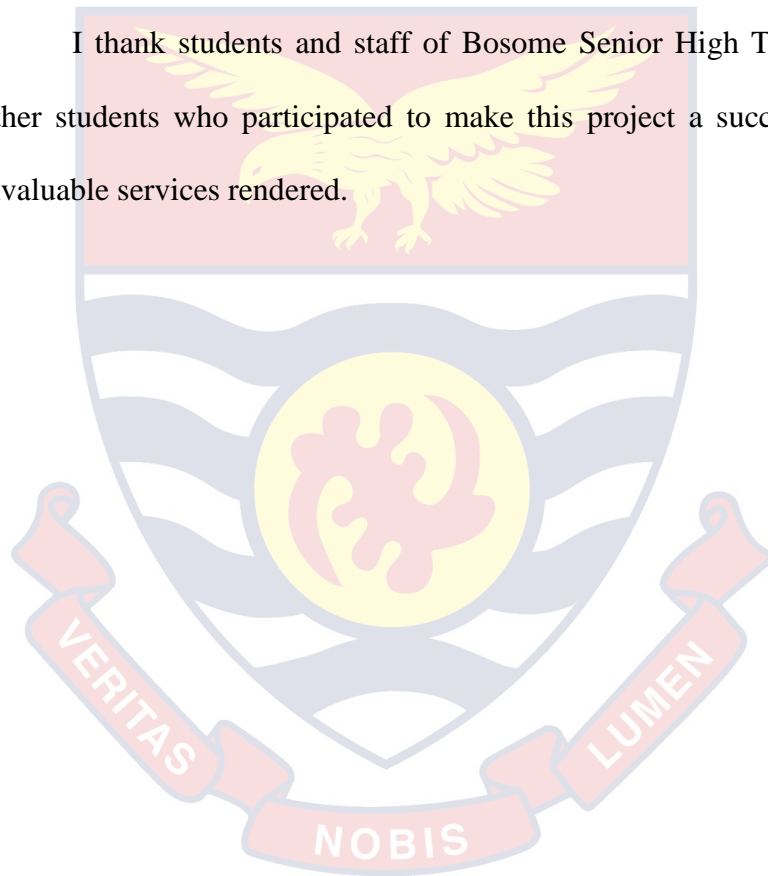 I thank students and staff of Bosome Senior High T
ther students who participated to make this project a succ
valuable services rendered.
VERITAS
NOBIS
LUMEN